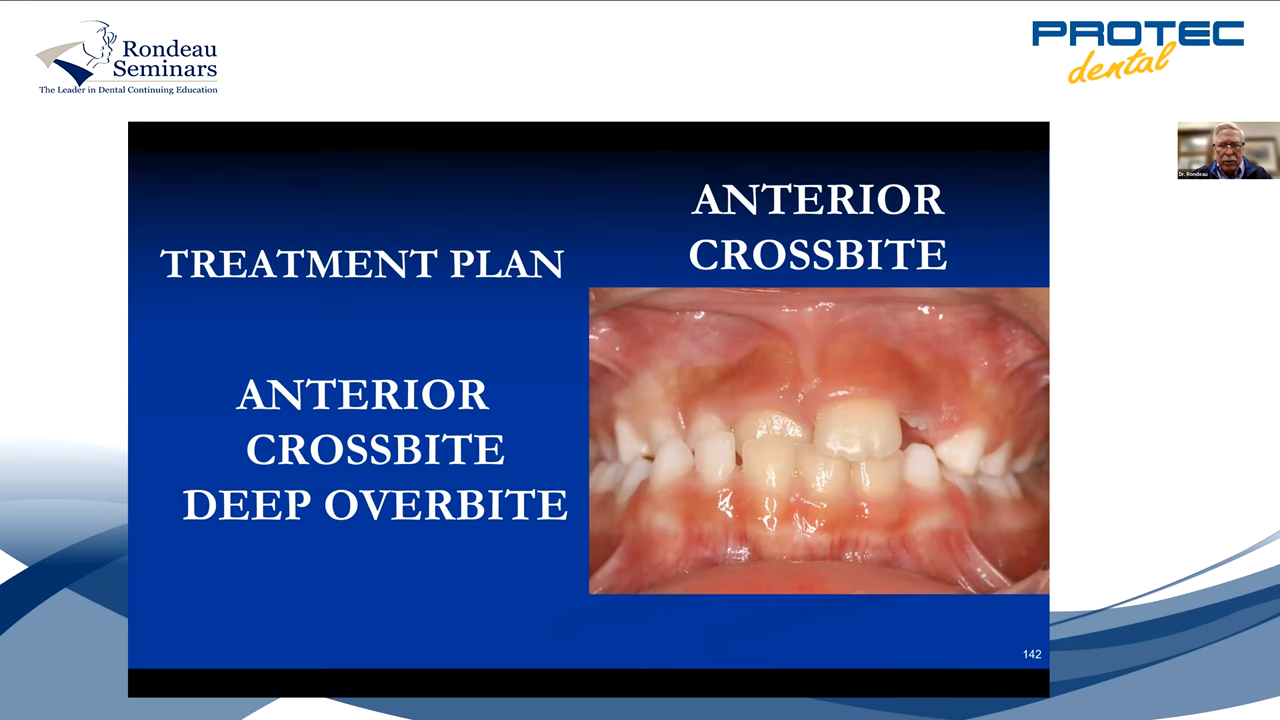 Rondeau
Seminars
The Leader in Dental Continuing Education
PROTEC
dental
Dr. Rondeau
TREATMENT PLAN
ANTERIOR
CROSSBITE
DEEP OVERBITE
ANTERIOR
CROSSBITE
142